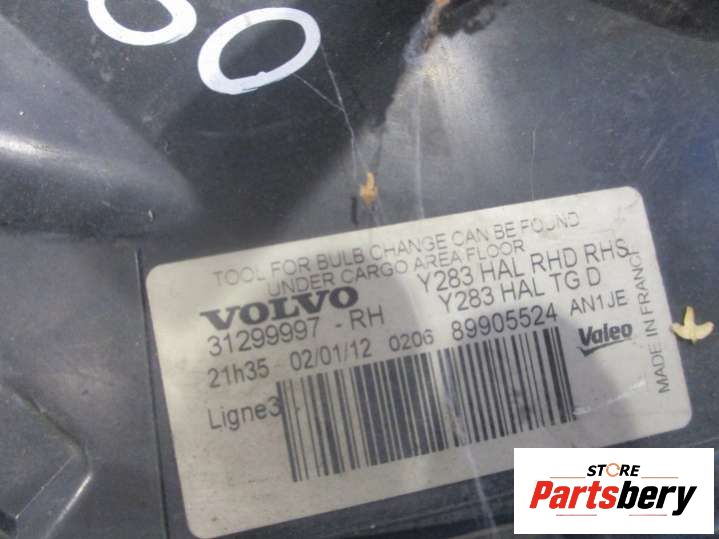 TOOL FOR BULB CHANGE CAN BE FOUND
UNDER CARGO AREA FLOOR
VOLVO
Y283 HAL RHD RHS
31299997 - RH
Y283 HAL TG D
21h35 02/01/12 0206 89905524 AN1JE
Ligne3
Valeo
MADE IN FRANCE
STORE
Partsbery